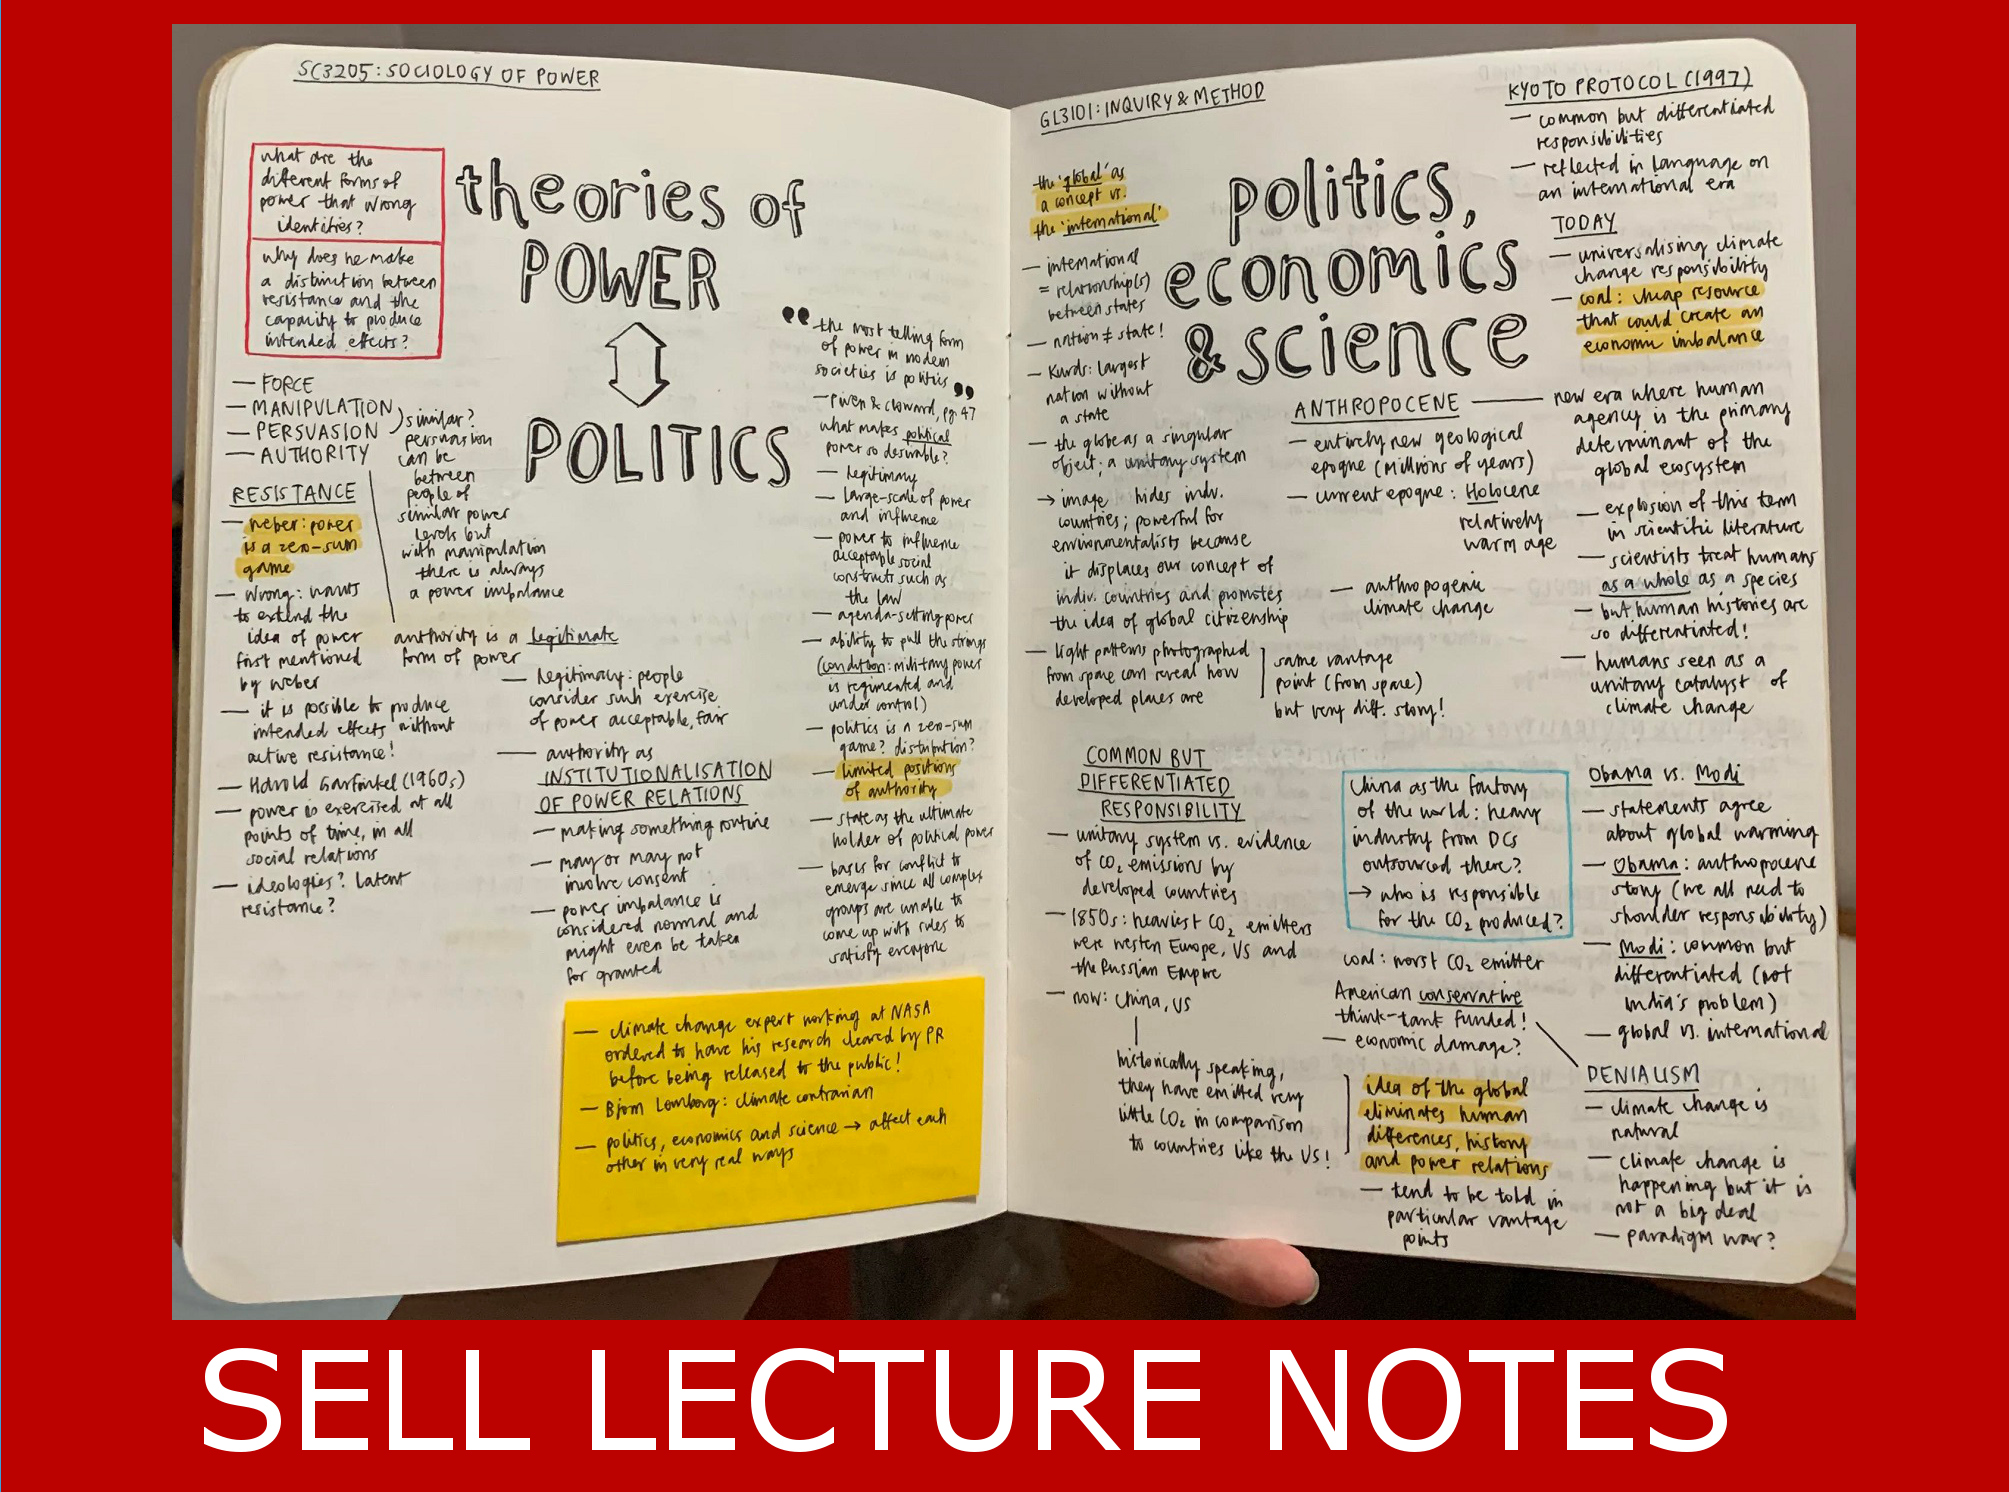 SC3205: SOCIOLOGY OF POWER
what are the
different forms of
power that wrong
identifies?
why does he make
a distinction between
resistance and the
capacity to produce
intended effects?
theories of
POWER
POLITICS
— FORCE
— MANIPULATION
— PERSVASION
— AUTHORITY
similar?
persuasion
can be
between
people of
similar power
levels but
with manipulation
there is always
a power imbalance
RESISTANCE
— weber: power
is a zero-sum
game
— Wrong: wants
to extend the
idea of power
first mentioned
by weber
— it is possible to produce
intended effects without
active resistance!
— Harold Garfinkel (1960s)
— power is exercised at all
points of time, in all
social relations
— ideologies? latent
resistance?
authority is a legitimate
form of power
— legitimacy: people
consider such exercise
of power acceptable, fair
— authority as
INSTITUTIONALISATION
OF POWER RELATIONS
— making something routine
— may or may not
involve consent
— power imbalance is
considered normal and
might even be taken
for granted
“ the most telling form
of power in modern
societies is politics ”
— Piven & Cloward, pg. 47
what makes political
power so desirable?
— legitimacy
— large-scale of power
and influence
— power to influence
acceptable social
constructs such as
the law
— agenda-setting power
— ability to pull the strings
(condition: military power
is regimented and
under control)
— politics is a zero-sum
game? distribution?
— limited positions
of authority
— state as the ultimate
holder of political power
— basis for conflict to
emerge since all complex
groups are unable to
come up with rules to
satisfy everyone
— climate change expert working at NASA
ordered to have his research cleared by PR
before being released to the public!
— Bjorn Lomborg: climate contrarian
— politics, economics and science → affect each
other in very real ways
GL3101: INQUIRY & METHOD
the 'global' as
a concept vs.
the 'international'
— international
= relationship(s)
between states
— nation ≠ state!
— Kurds: largest
nation without
a state
— the globe as a singular
object; a unitary system
→ image hides indv.
countries; powerful for
environmentalists because
it displaces our concept of
indiv. countries and promotes
the idea of global citizenship
— light patterns photographed
from space can reveal how
developed places are
same vantage
point (from space)
but very diff. story!
politics,
economics
& science
KYOTO PROTOCOL (1997)
— common but differentiated
responsibilities
— reflected in language on
an international era
TODAY
— universalising climate
change responsibility
— coal: cheap resource
that could create an
economic imbalance
ANTHROPOCENE
— entirely new geological
epoque (millions of years)
— current epoque: Holocene
relatively
warm age
— anthropogenic
climate change
new era where human
agency is the primary
determinant of the
global ecosystem
— explosion of this term
in scientific literature
— scientists treat humans
as a whole as a species
— but human histories are
so differentiated!
— humans seen as a
unitary catalyst of
climate change
COMMON BUT
DIFFERENTIATED
RESPONSIBILITY
— unitary system vs. evidence
of CO₂ emissions by
developed countries
— 1850s: heaviest CO₂ emitters
were western Europe, US and
the Russian Empire
— now: China, US
historically speaking,
they have emitted very
little CO₂ in comparison
to countries like the US!
China as the factory
of the world: heavy
industry from DCs
outsourced there?
→ who is responsible
for the CO₂ produced?
coal: worst CO₂ emitter
American conservative
think-tank funded!
— economic damage?
idea of the global
eliminates human
differences, history
and power relations
— tend to be told in
particular vantage
points
Obama vs. Modi
— statements agree
about global warming
— Obama: anthropocene
story (we all need to
shoulder responsibility)
— Modi: common but
differentiated (not
India's problem)
— global vs. international
DENIALISM
— climate change is
natural
— climate change is
happening but it is
not a big deal
— paradigm war?
SELL LECTURE NOTES